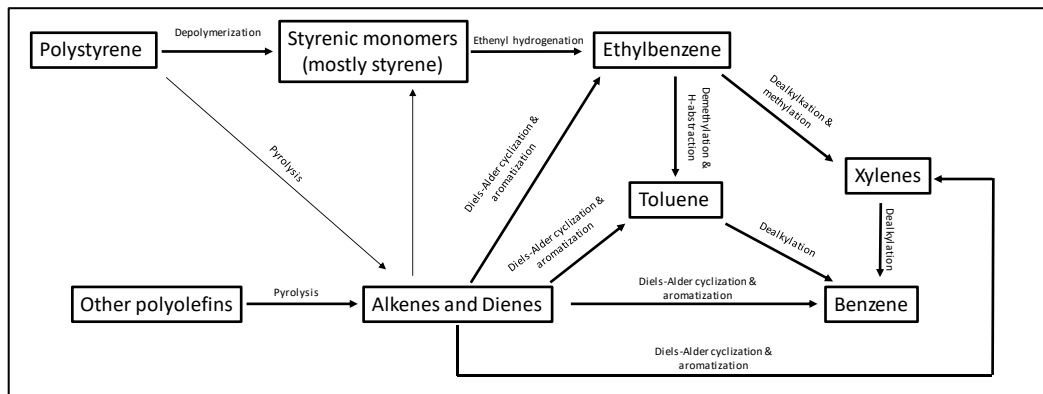 Polystyrene
Depolymerization
Styrenic monomers
(mostly styrene)
Ethenyl hydrogenation
Ethylbenzene
Pyrolysis
Diels-Alder cyclization &
aromatization
Demethylation &
H-abstraction
Dealkylkation &
methylation
Xylenes
Toluene
Diels-Alder cyclization &
aromatization
Dealkylation
Dealkylation
Other polyolefins
Pyrolysis
Alkenes and Dienes
Diels-Alder cyclization &
aromatization
Benzene
Diels-Alder cyclization &
aromatization